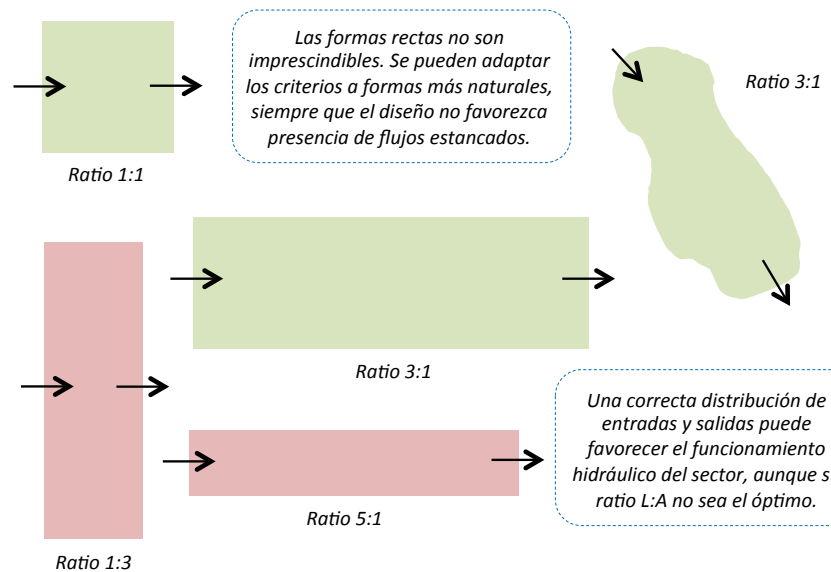 Las formas rectas no son
imprescindibles. Se pueden adaptar
los criterios a formas más naturales,
siempre que el diseño no favorezca
presencia de flujos estancados.
Ratio 3:1
Ratio 1:1
Ratio 3:1
Una correcta distribución de
entradas y salidas puede
favorecer el funcionamiento
hidráulico del sector, aunque s
ratio L:A no sea el óptimo.
Ratio 5:1
Ratio 1:3